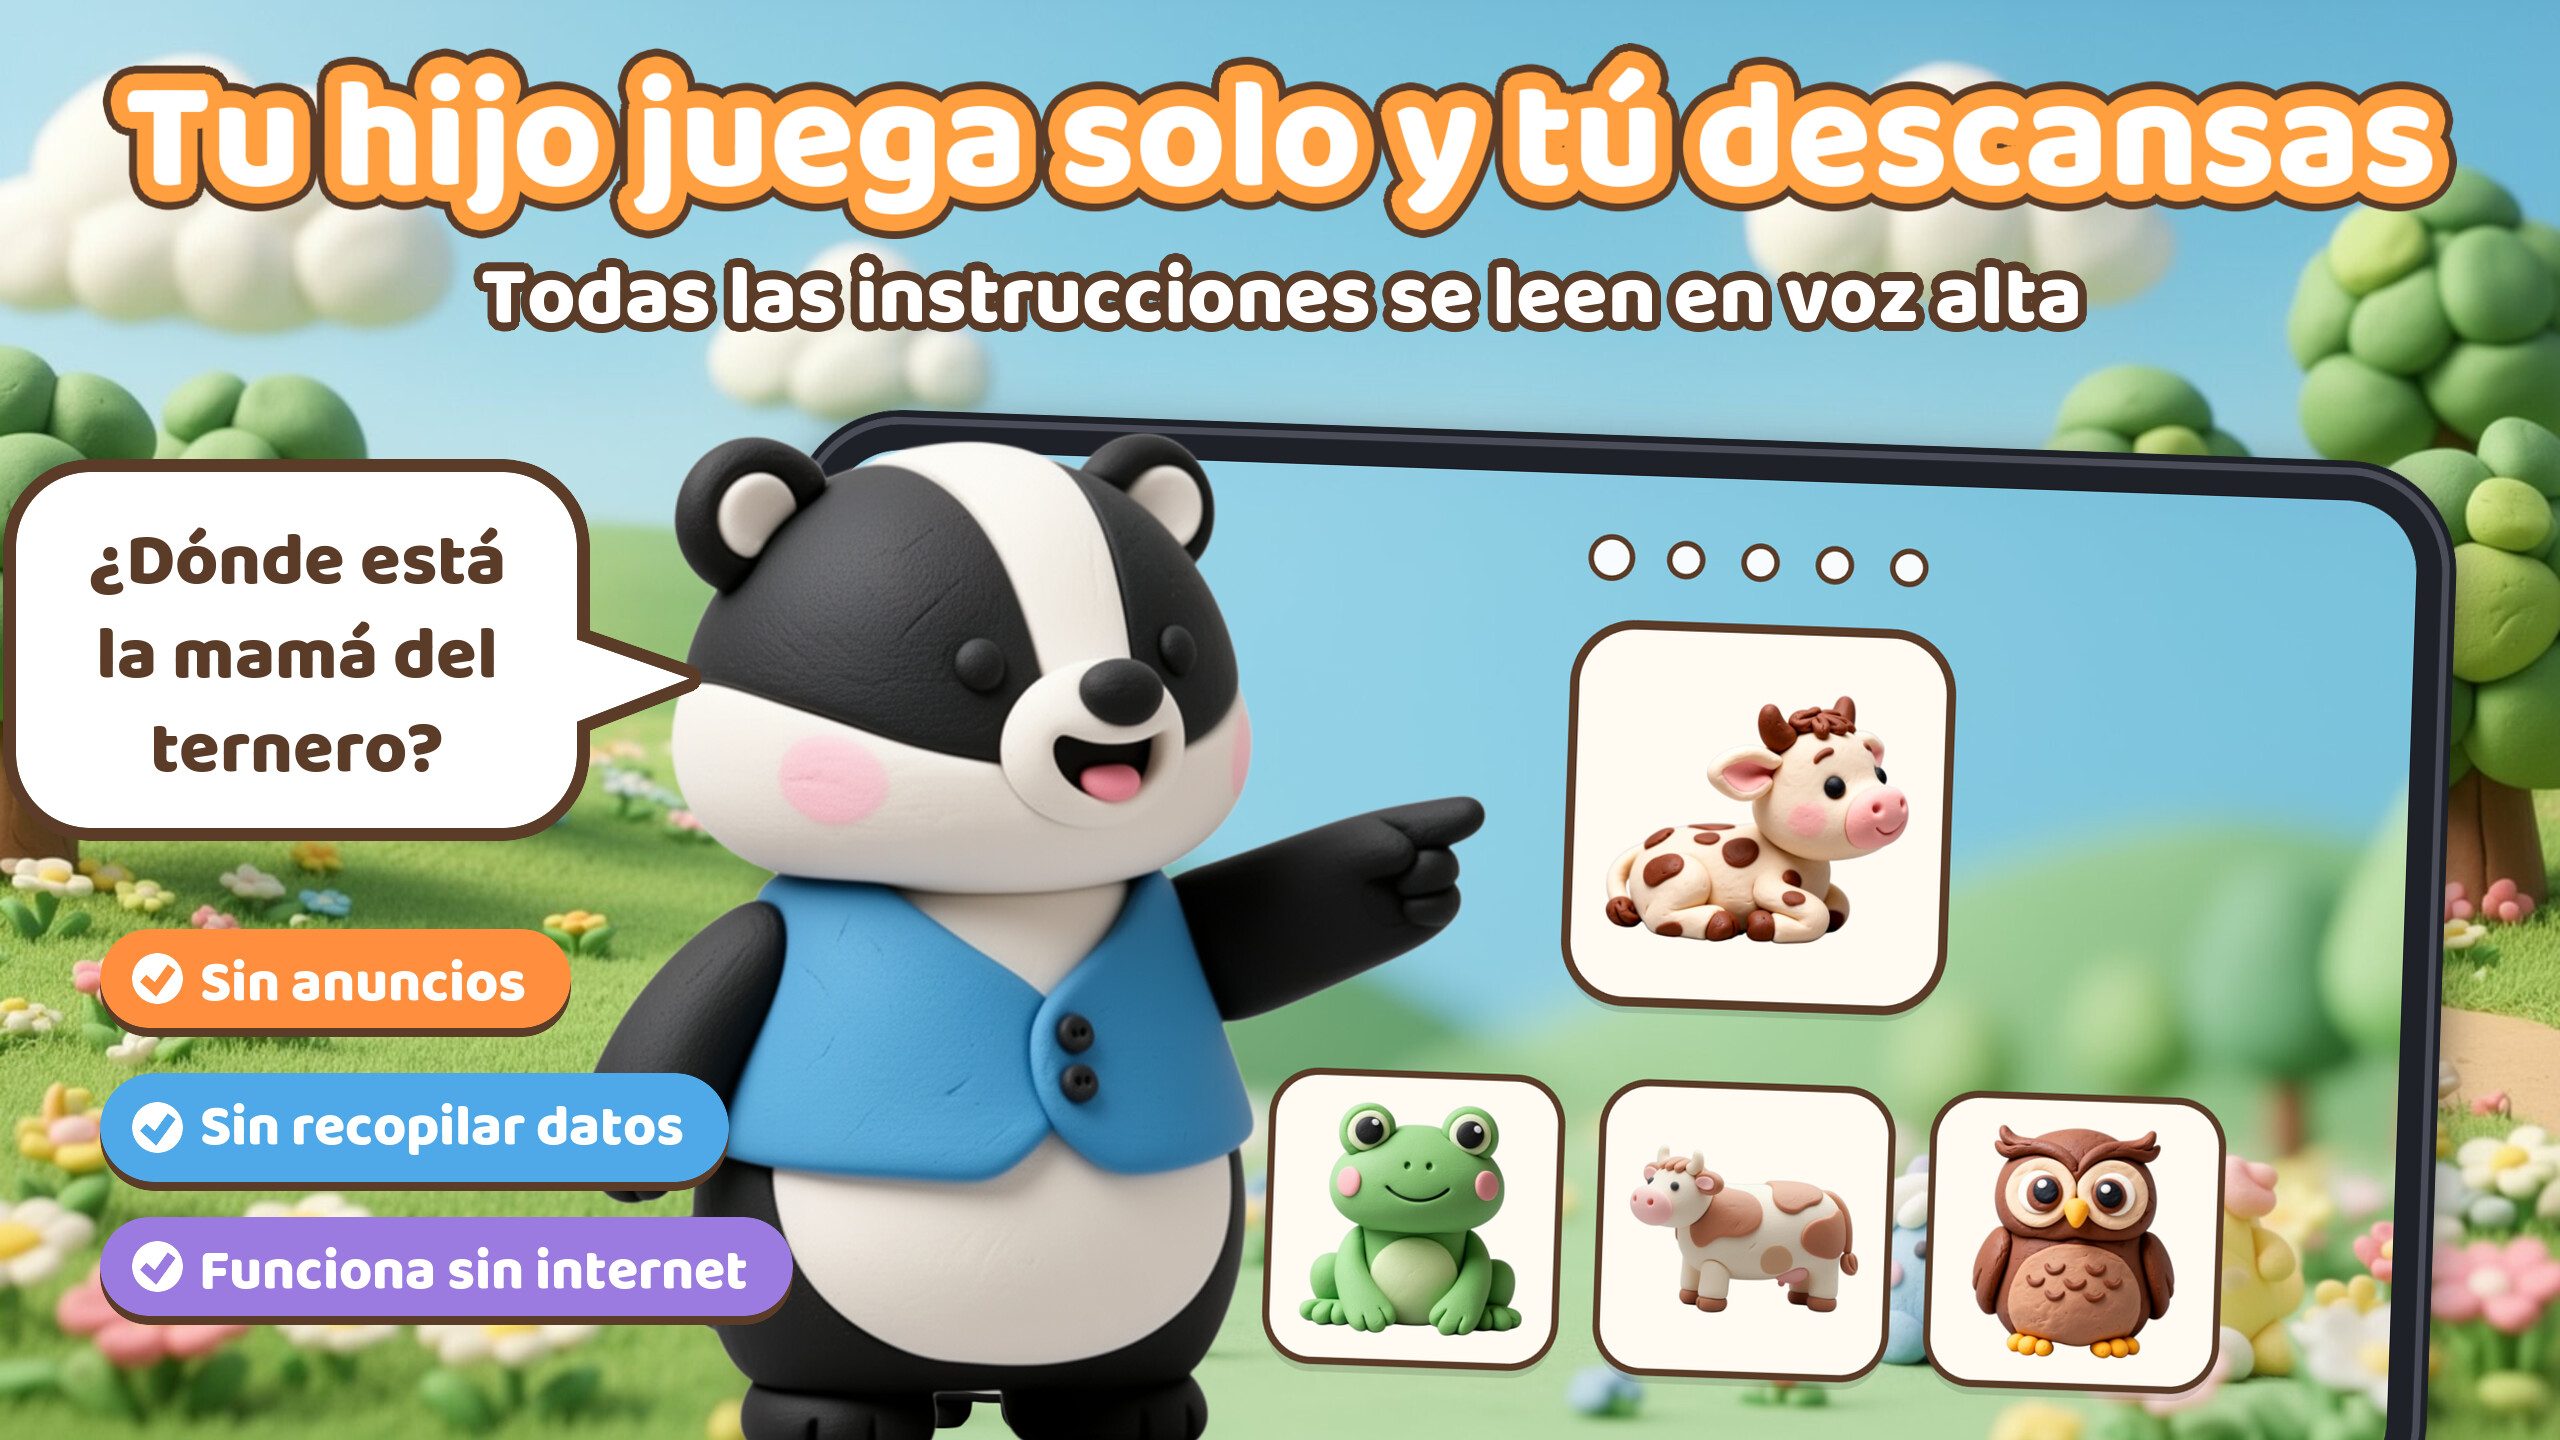 Tu hijo juega solo y tú descansas
Todas las instrucciones se leen en voz alta
¿Dónde está
la mamá del
ternero?
Sin anuncios
Sin recopilar datos
Funciona sin internet